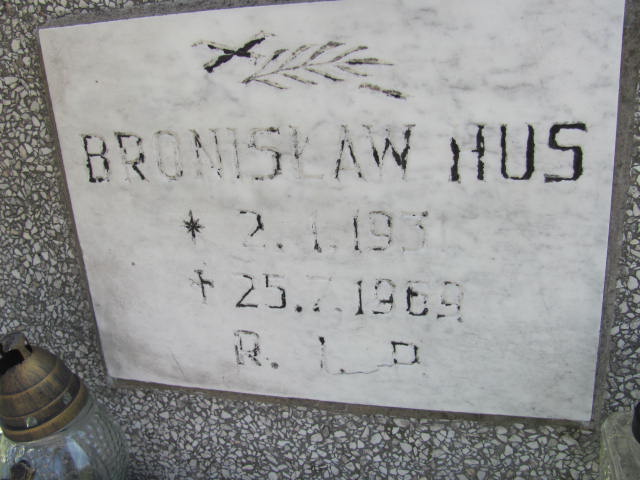 BRONISŁAW HUS
* 2. 1. 1931
† 25.7.1969
R. I. P